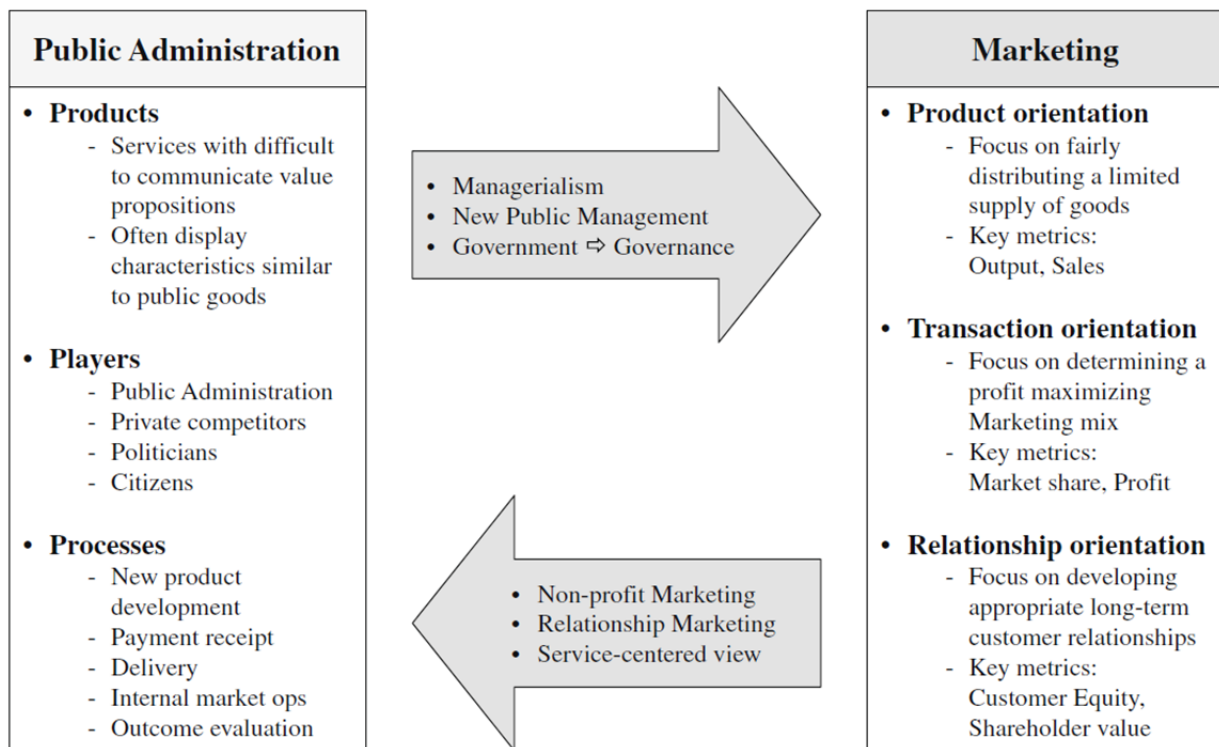 Public Administration
• Products
- Services with difficult
to communicate value
propositions
- Often display
characteristics similar
to public goods
• Players
- Public Administration
- Private competitors
- Politicians
- Citizens
• Processes
- New product
development
- Payment receipt
- Delivery
- Internal market ops
- Outcome evaluation
• Managerialism
• New Public Management
• Government ⇨ Governance
• Non-profit Marketing
• Relationship Marketing
• Service-centered view
Marketing
• Product orientation
- Focus on fairly
distributing a limited
supply of goods
- Key metrics:
Output, Sales
• Transaction orientation
- Focus on determining a
profit maximizing
Marketing mix
- Key metrics:
Market share, Profit
• Relationship orientation
- Focus on developing
appropriate long-term
customer relationships
- Key metrics:
Customer Equity,
Shareholder value